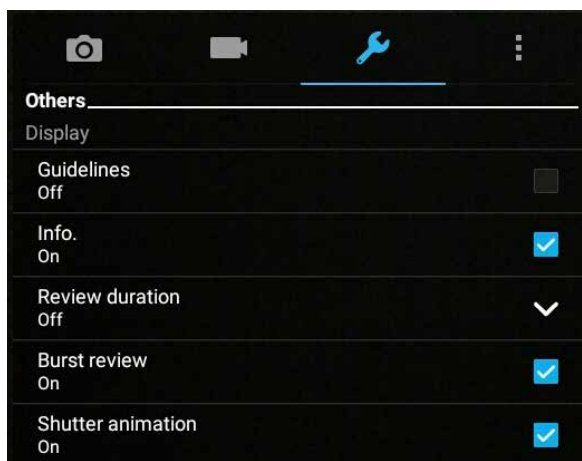 Others
Display
Guidelines
Off
Info.
On
Review duration
Off
Burst review
On
Shutter animation
On